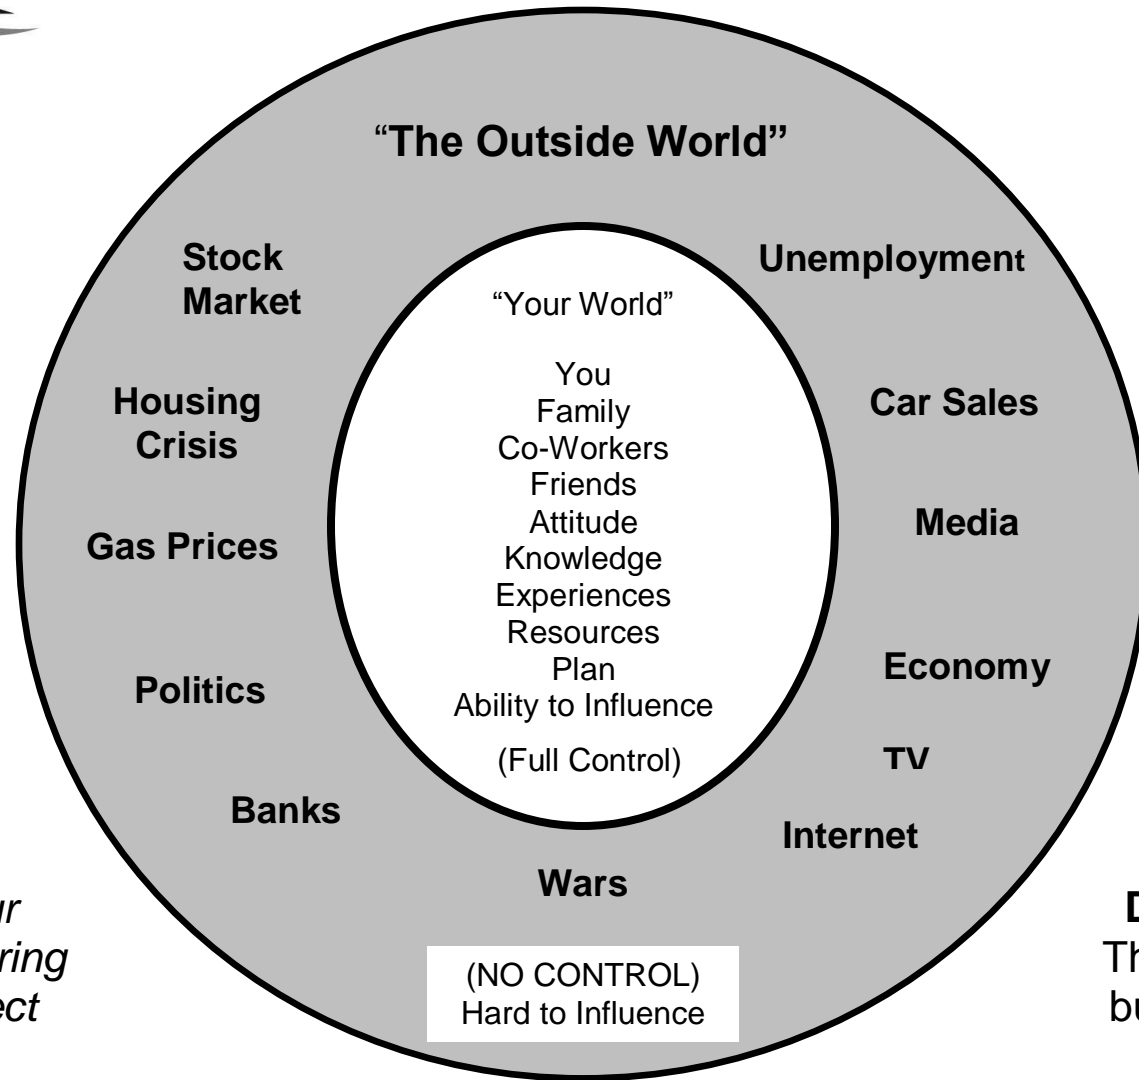 “The Outside World”
Stock
Market
Unemployment
“Your World”
Housing
Crisis
Car Sales
You
Family
Co-Workers
Friends
Attitude
Knowledge
Experiences
Resources
Plan
Ability to Influence
(Full Control)
Gas Prices
Media
Politics
Economy
TV
Banks
Internet
Wars
(NO CONTROL)
Hard to Influence